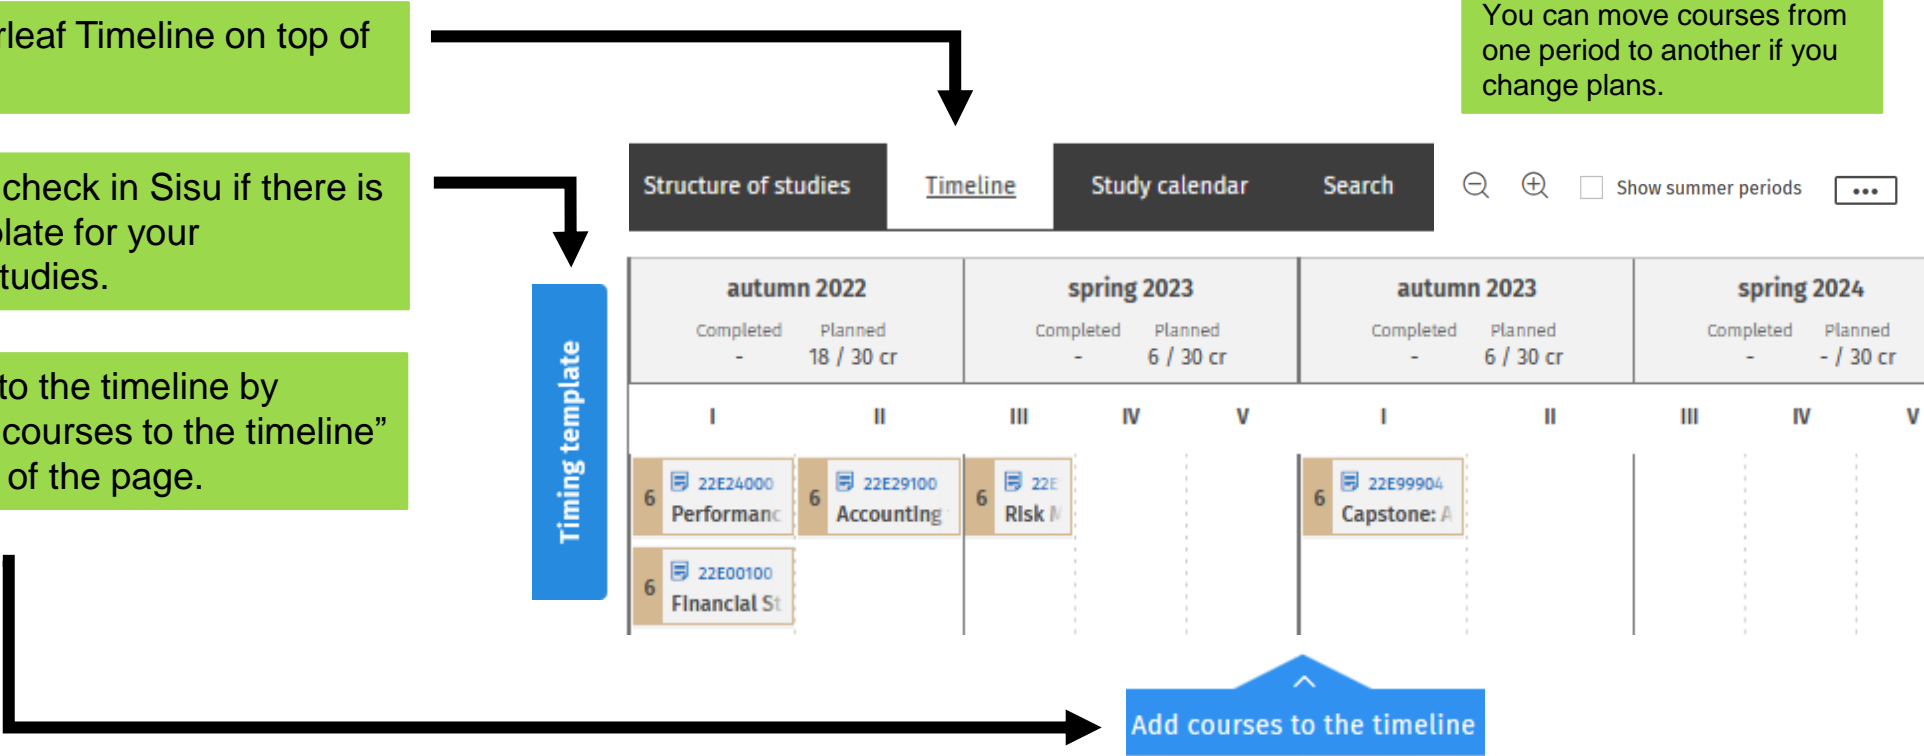 rleaf Timeline on top of
check in Sisu if there is
plate for your
studies.
to the timeline by
courses to the timeline”
of the page.
You can move courses from
one period to another if you
change plans.
Structure of studies Timeline Study calendar Search Show summer periods
Timing template
autumn 2022 spring 2023 autumn 2023 spring 2024
Completed Planned Completed Planned Completed Planned Completed Planned
- 18 / 30 cr - 6 / 30 cr - 6 / 30 cr - - / 30 cr
I II III IV V I II III IV V
6 22E24000 6 22E29100 6 22E 6 22E99904
Performanc Accounting Risk M Capstone: A
6 22E00100
Financial St
Add courses to the timeline